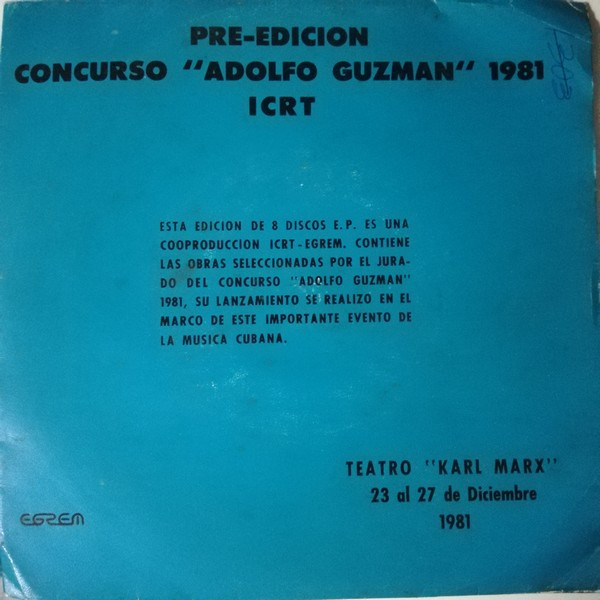 PRE-EDICION
CONCURSO "ADOLFO GUZMAN" 1981
ICRT
ESTA EDICION DE 8 DISCOS E.P. ES UNA
COOPRODUCCION ICRT-EGREM. CONTIENE
LAS OBRAS SELECCIONADAS POR EL JURA-
DO DEL CONCURSO "ADOLFO GUZMAN"
1981, SU LANZAMIENTO SE REALIZO EN EL
MARCO DE ESTE IMPORTANTE EVENTO DE
LA MUSICA CUBANA.
TEATRO "KARL MARX"
23 al 27 de Diciembre
1981
EGREM